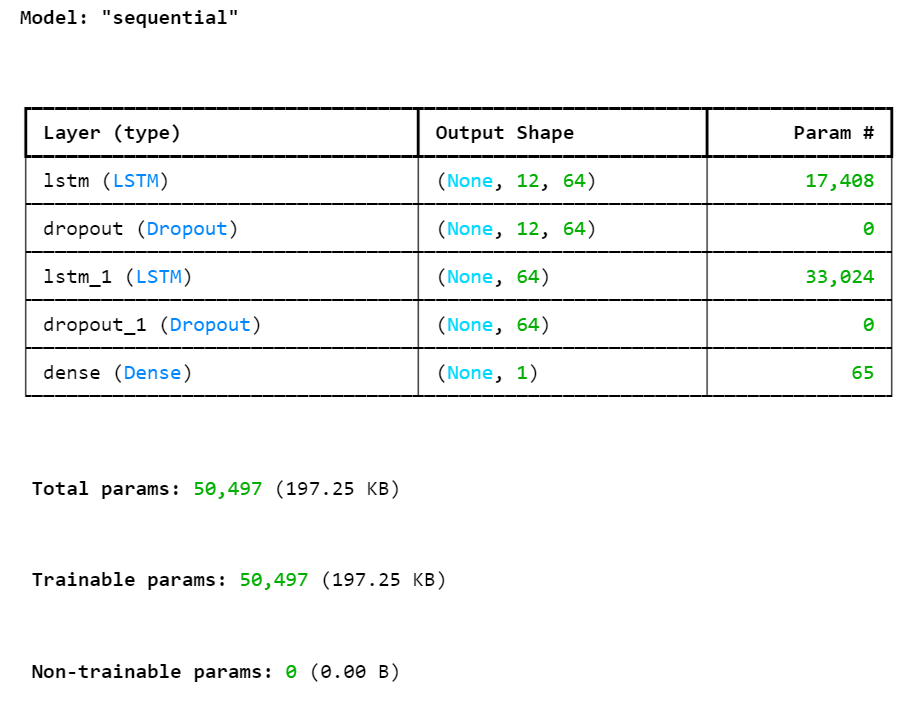 Model: "sequential"
Layer (type) Output Shape Param #
lstm (LSTM) (None, 12, 64) 17,408
dropout (Dropout) (None, 12, 64) 0
lstm_1 (LSTM) (None, 64) 33,024
dropout_1 (Dropout) (None, 64) 0
dense (Dense) (None, 1) 65
Total params: 50,497 (197.25 KB)
Trainable params: 50,497 (197.25 KB)
Non-trainable params: 0 (0.00 B)